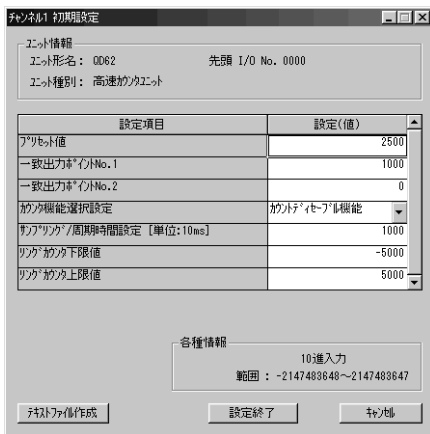 チャンネル1 初期設定
ユニット情報
ユニット形名： QD62 先頭 I/O No. 0000
ユニット種別： 高速カウンタユニット
設定項目 設定(値)
プリセット値 2500
一致出力ポイントNo.1 1000
一致出力ポイントNo.2 0
カウンタ機能選択設定 カウントディセーブル機能
サンプリング/周期時間設定 [単位:10ms] 1000
リングカウンタ下限値 -5000
リングカウンタ上限値 5000
各種情報
10進入力
範囲 : -2147483648～2147483647
テキストファイル作成 設定終了 キャンセル